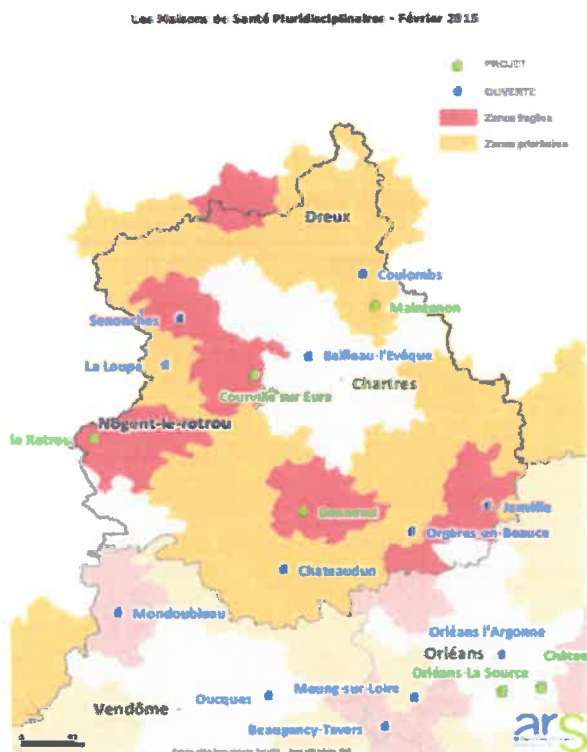 Les Maisons de Santé Pluridisciplinaires - Février 2015
PROJET
OUVERTE
Zones fragiles
Zones prioritaires
Dreux
Coulombs
Maintenon
Senonches
Bailleau-l'Evêque
La Loupe
Chartres
Courville sur Eure
Nogent-le-rotrou
le Rotrou
Bonneval
Janville
Orgères-en-Beauce
Chateaudun
Mondoubleau
Orléans l'Argonne
Orléans
Orléans-La Source
Vendôme
Oucques
Meung-sur-Loire
Beaugency-Tavers
ars